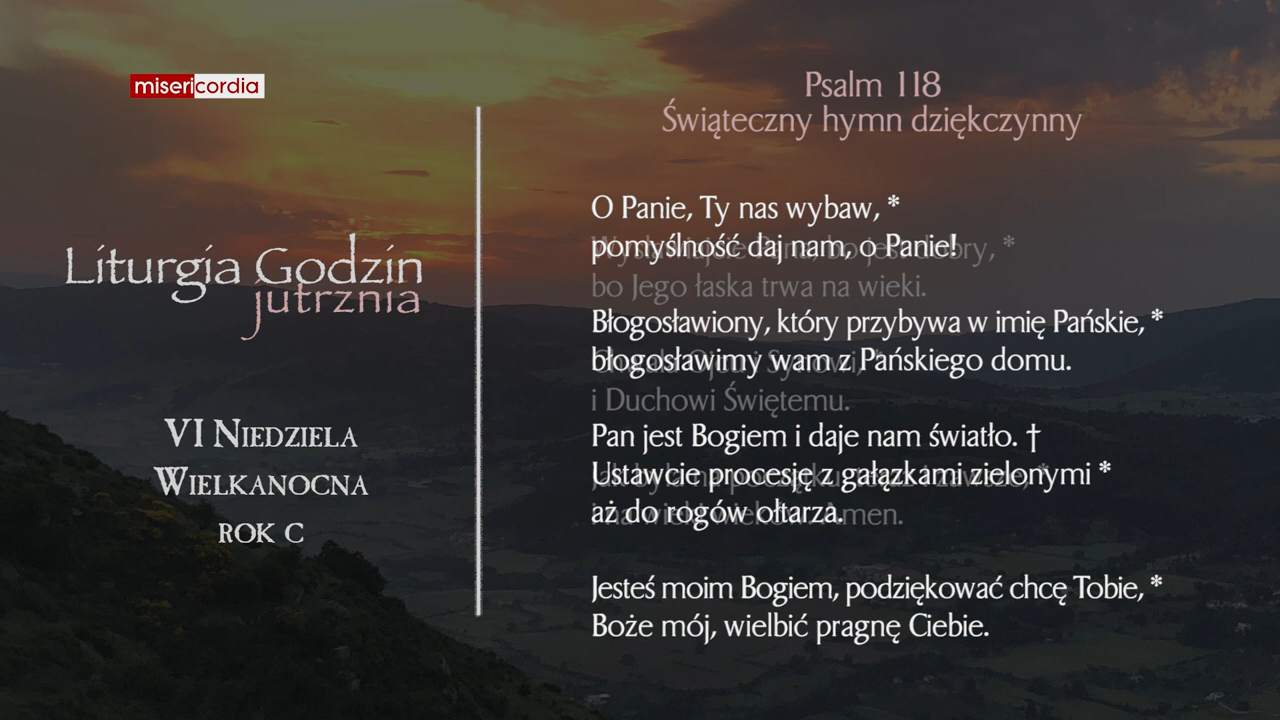 misericordia
Liturgia Godzin
jutrznia
VI Niedziela
Wielkanocna
rok C
Psalm 118
Świąteczny hymn dziękczynny
O Panie, Ty nas wybaw, *
pomyślność daj nam, o Panie!
bo Jego łaska trwa na wieki.
Błogosławiony, który przybywa w imię Pańskie, *
błogosławimy wam z Pańskiego domu.
i Duchowi Świętemu.
Pan jest Bogiem i daje nam światło. †
Ustawcie procesję z gałązkami zielonymi *
aż do rogów ołtarza.
Jesteś moim Bogiem, podziękować chcę Tobie, *
Boże mój, wielbić pragnę Ciebie.